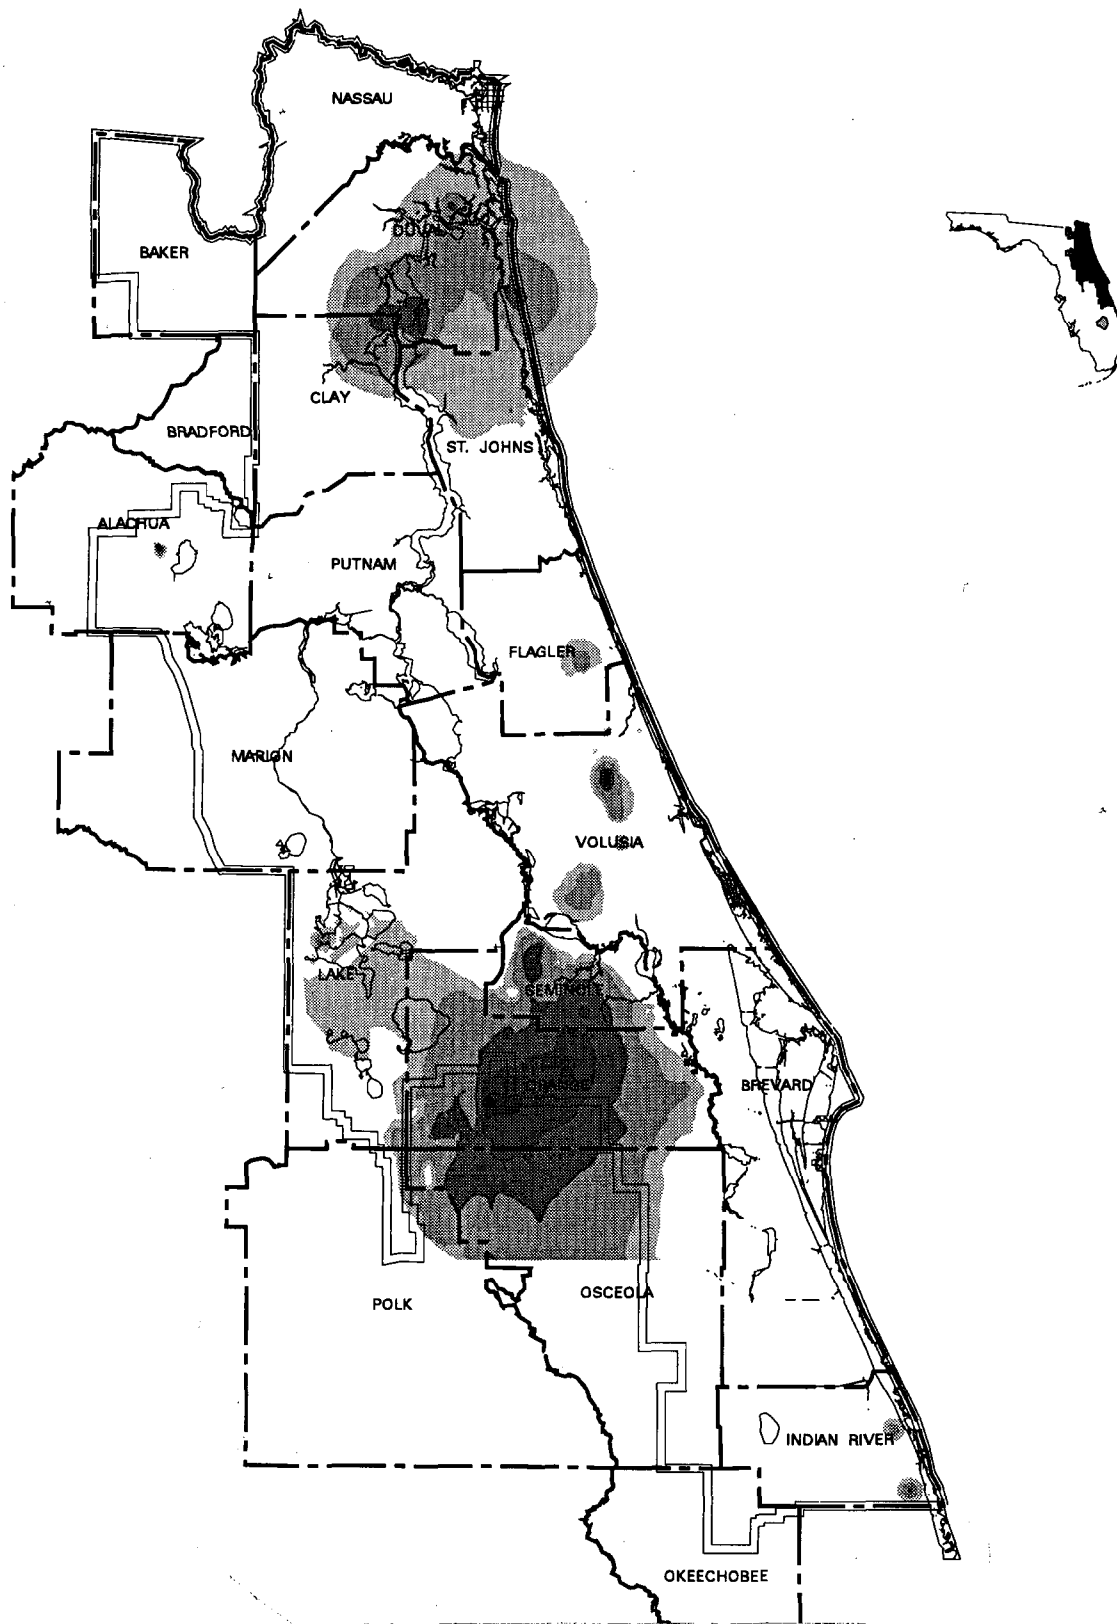 NASSAU
DUVAL
BAKER
CLAY
BRADFORD
ST. JOHNS
ALACHUA
PUTNAM
FLAGLER
MARION
VOLUSIA
LAKE
SEMINOLE
ORANGE
BREVARD
OSCEOLA
POLK
INDIAN RIVER
OKEECHOBEE